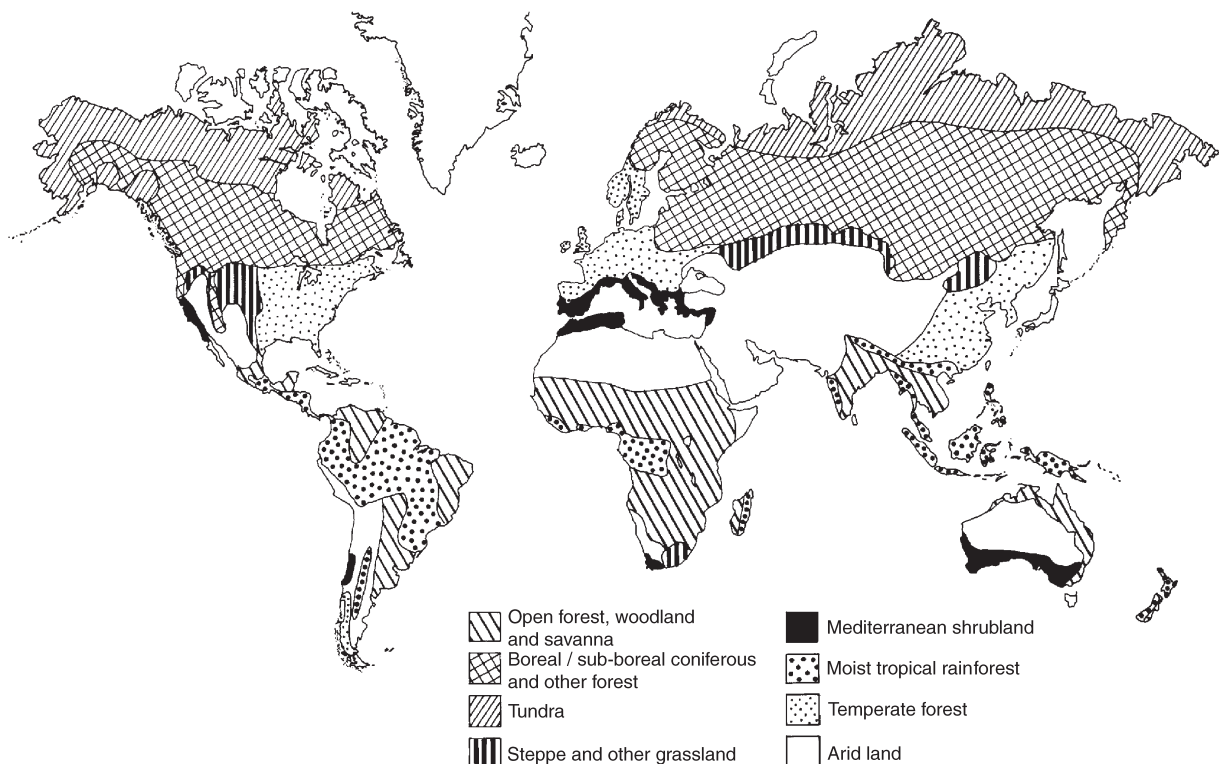 Open forest, woodland
and savanna
Boreal / sub-boreal coniferous
and other forest
Tundra
Steppe and other grassland
Mediterranean shrubland
Moist tropical rainforest
Temperate forest
Arid land